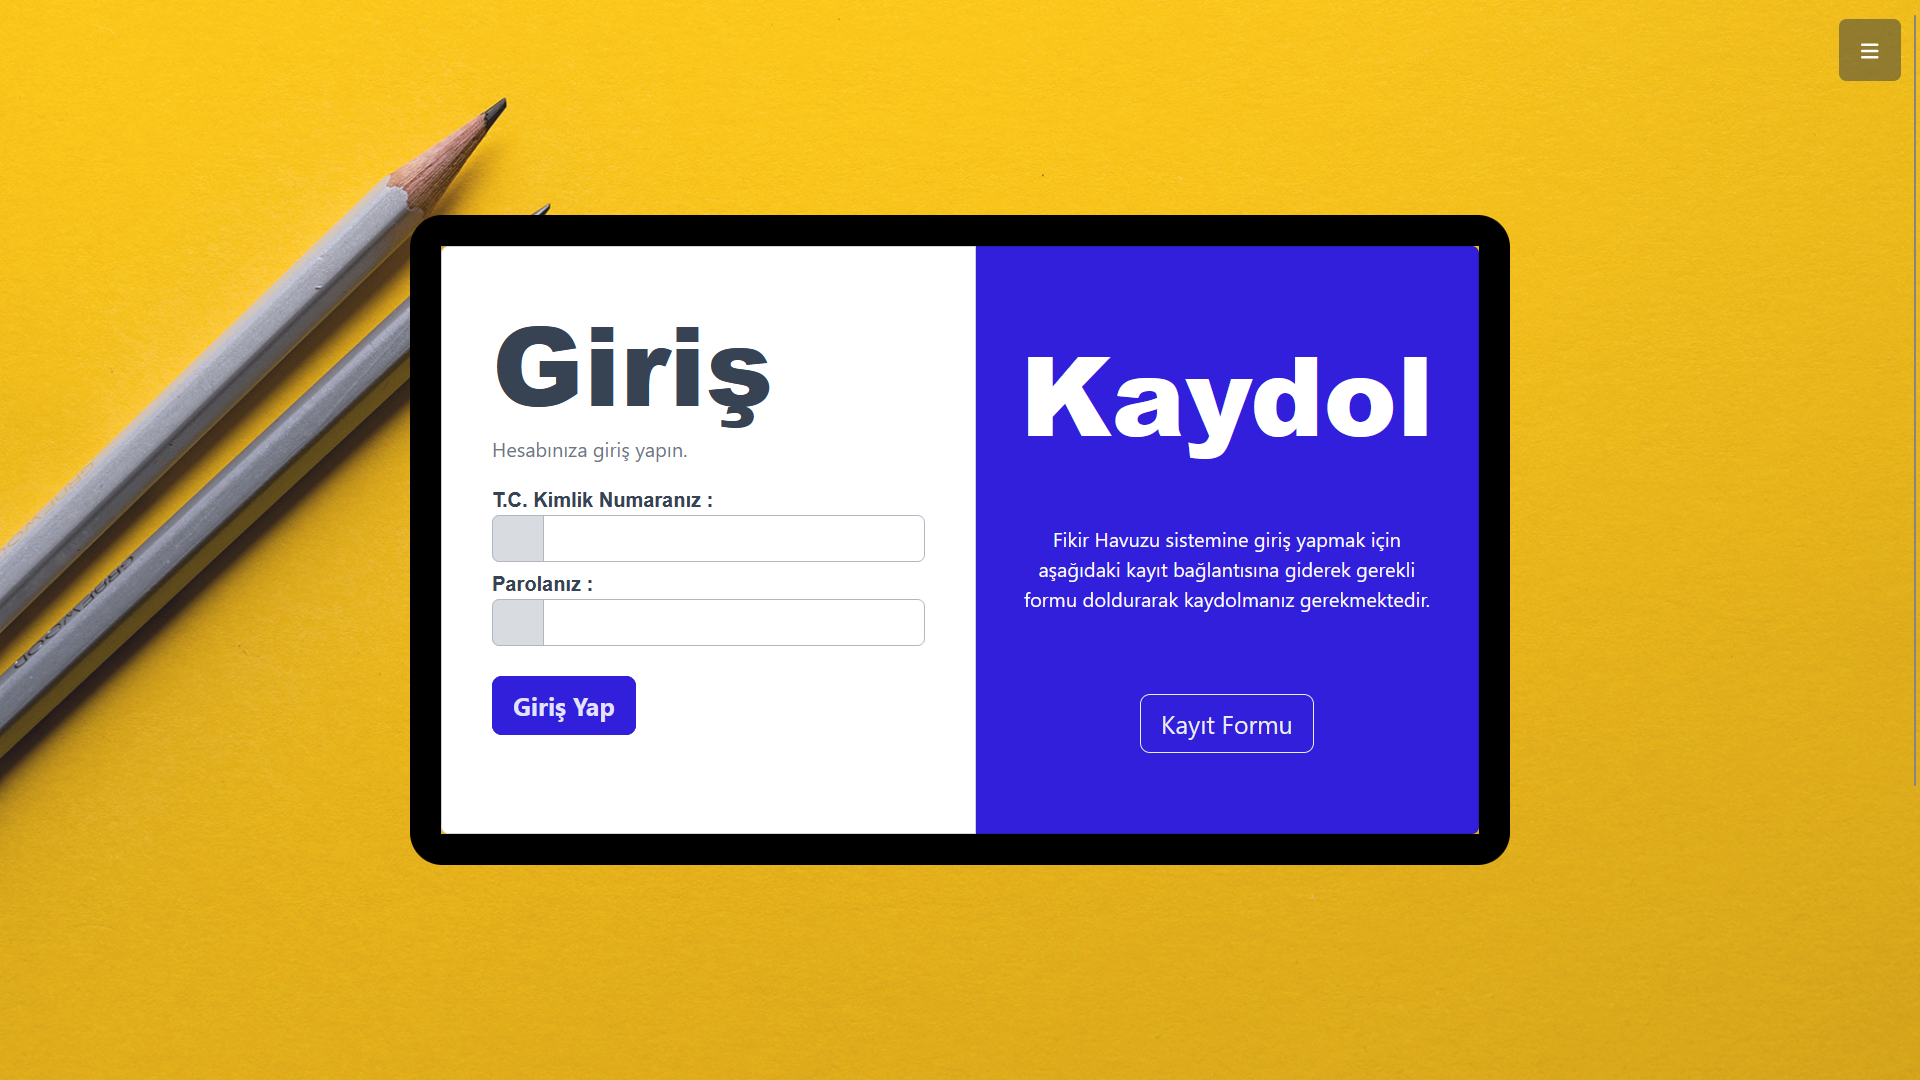 Giriş
Hesabınıza giriş yapın.
T.C. Kimlik Numaranız :
Parolanız :
Giriş Yap
Kaydol
Fikir Havuzu sistemine giriş yapmak için
aşağıdaki kayıt bağlantısına giderek gerekli
formu doldurarak kaydolmanız gerekmektedir.
Kayıt Formu